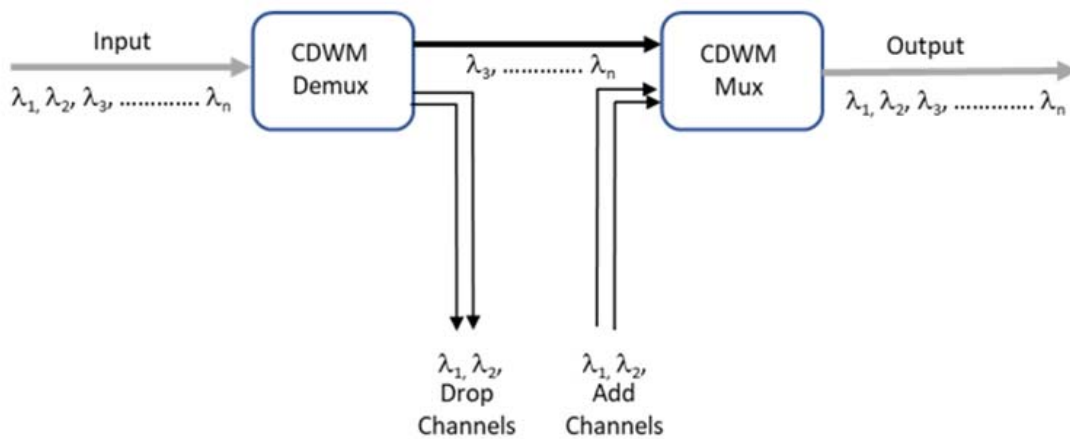 Input
λ1, λ2, λ3, ............. λn
CDWM
Demux
λ3, ............. λn
CDWM
Mux
Output
λ1, λ2, λ3, ............. λn
λ1, λ2,
Drop
Channels
λ1, λ2,
Add
Channels